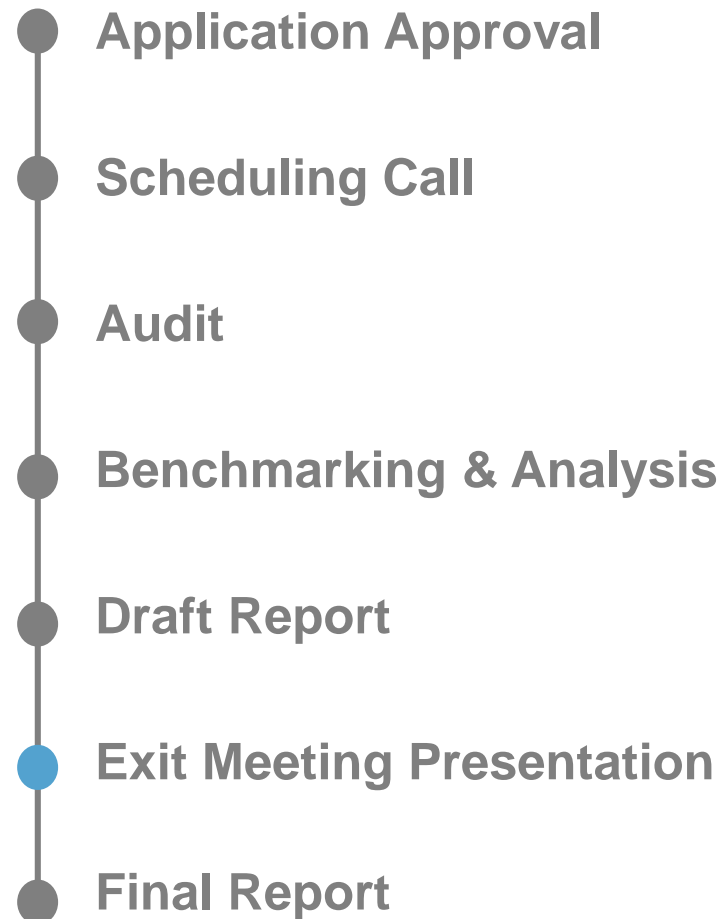 Application Approval
Scheduling Call
Audit
Benchmarking & Analysis
Draft Report
Exit Meeting Presentation
Final Report